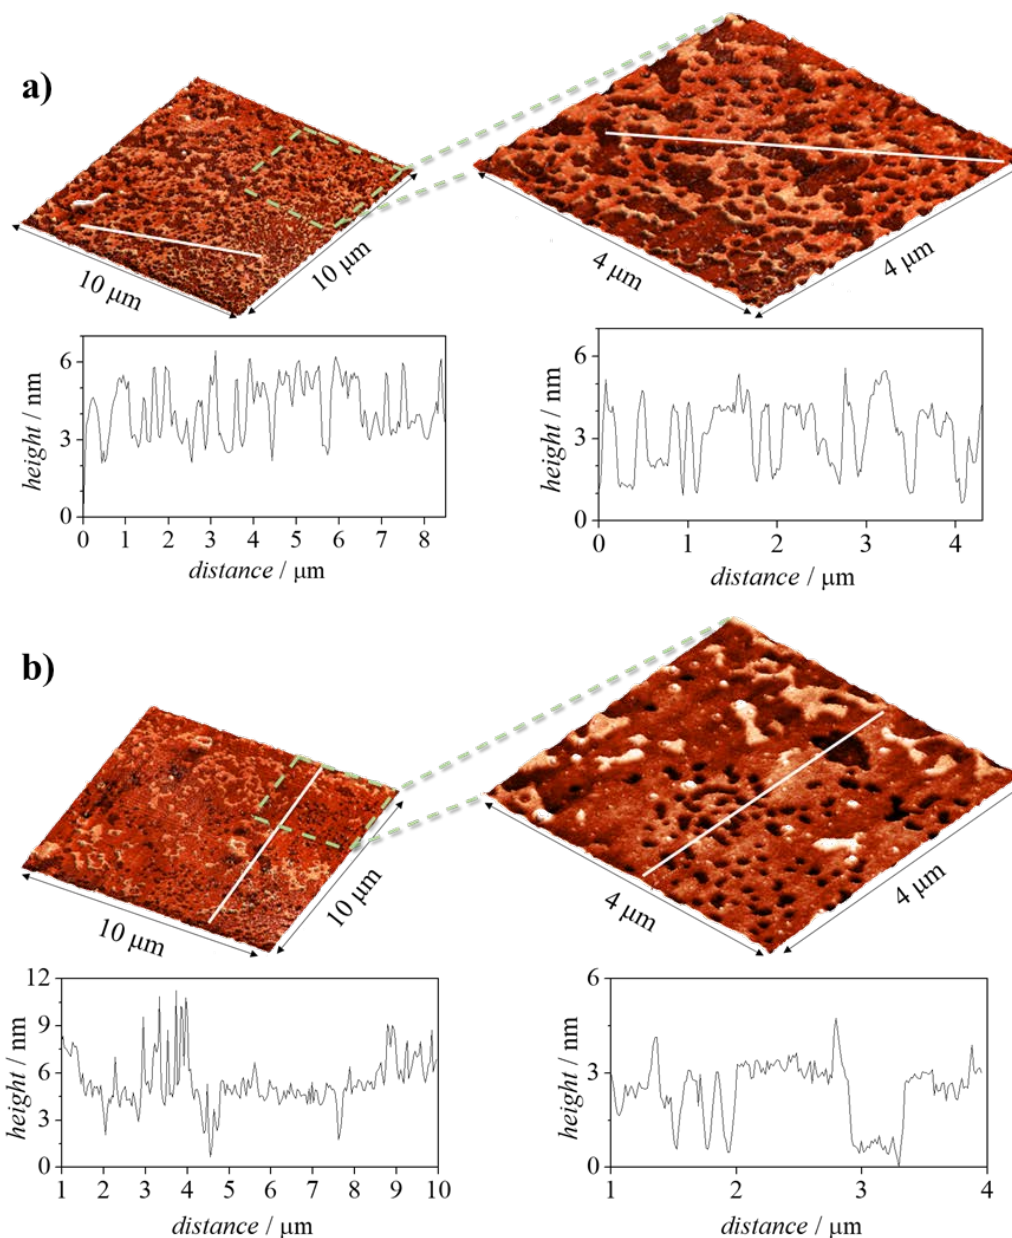 a)
10 μm
10 μm
4 μm
4 μm
height / nm
6
3
0
0 1 2 3 4 5 6 7 8
distance / μm
height / nm
6
3
0
0 1 2 3 4
distance / μm
b)
10 μm
10 μm
4 μm
4 μm
height / nm
12
9
6
3
0
1 2 3 4 5 6 7 8 9 10
distance / μm
height / nm
6
3
0
1 2 3 4
distance / μm